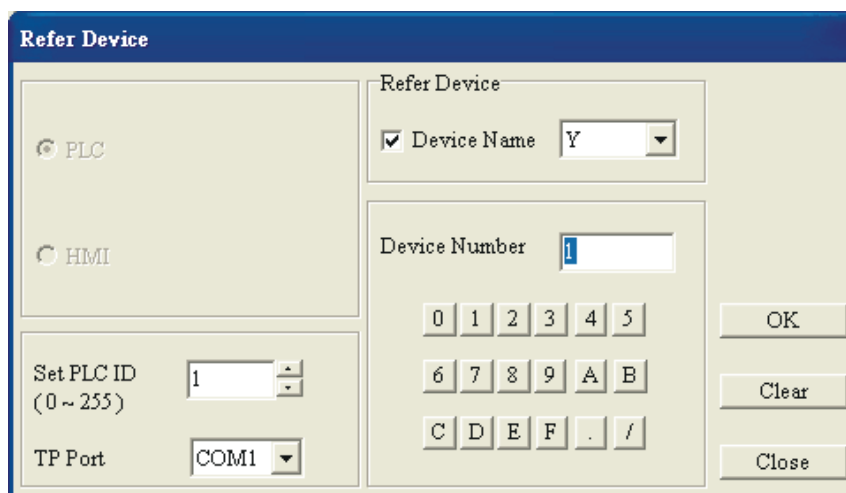 Refer Device
PLC
HMI
Set PLC ID
(0 ~ 255)
1
TP Port
COM1
Refer Device
Device Name
Y
Device Number
1
0 1 2 3 4 5
6 7 8 9 A B
C D E F . /
OK
Clear
Close